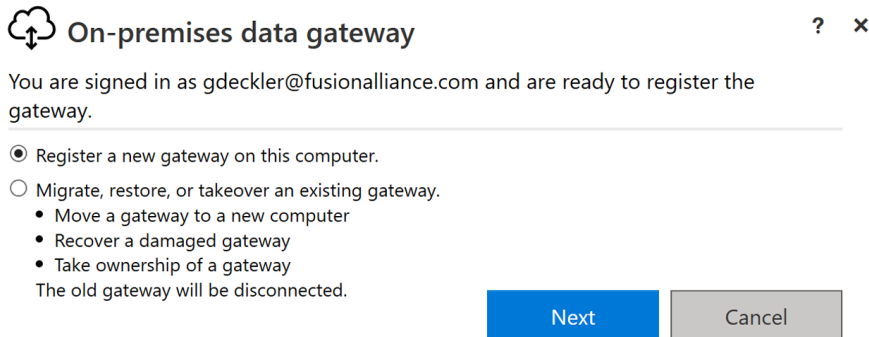 On-premises data gateway
? ×
You are signed in as gdeckler@fusionalliance.com and are ready to register the
gateway.
Register a new gateway on this computer.
Migrate, restore, or takeover an existing gateway.
• Move a gateway to a new computer
• Recover a damaged gateway
• Take ownership of a gateway
The old gateway will be disconnected.
Next Cancel